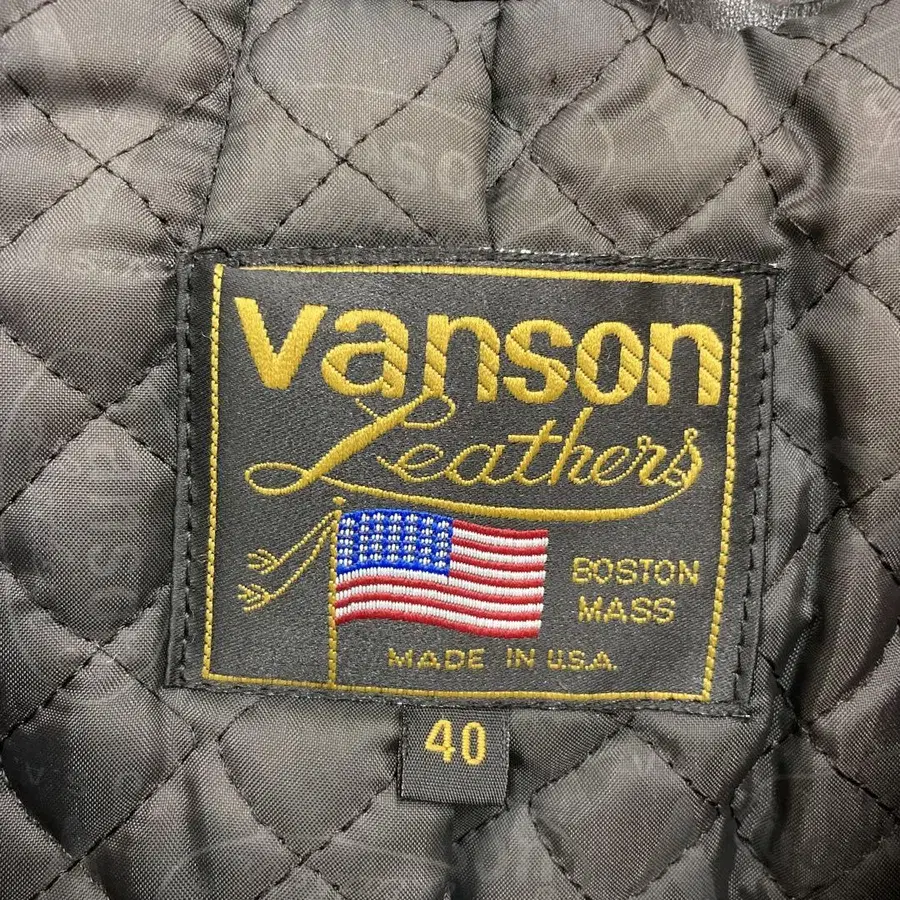 vanson
Leathers
BOSTON
MASS
MADE IN U.S.A.
40